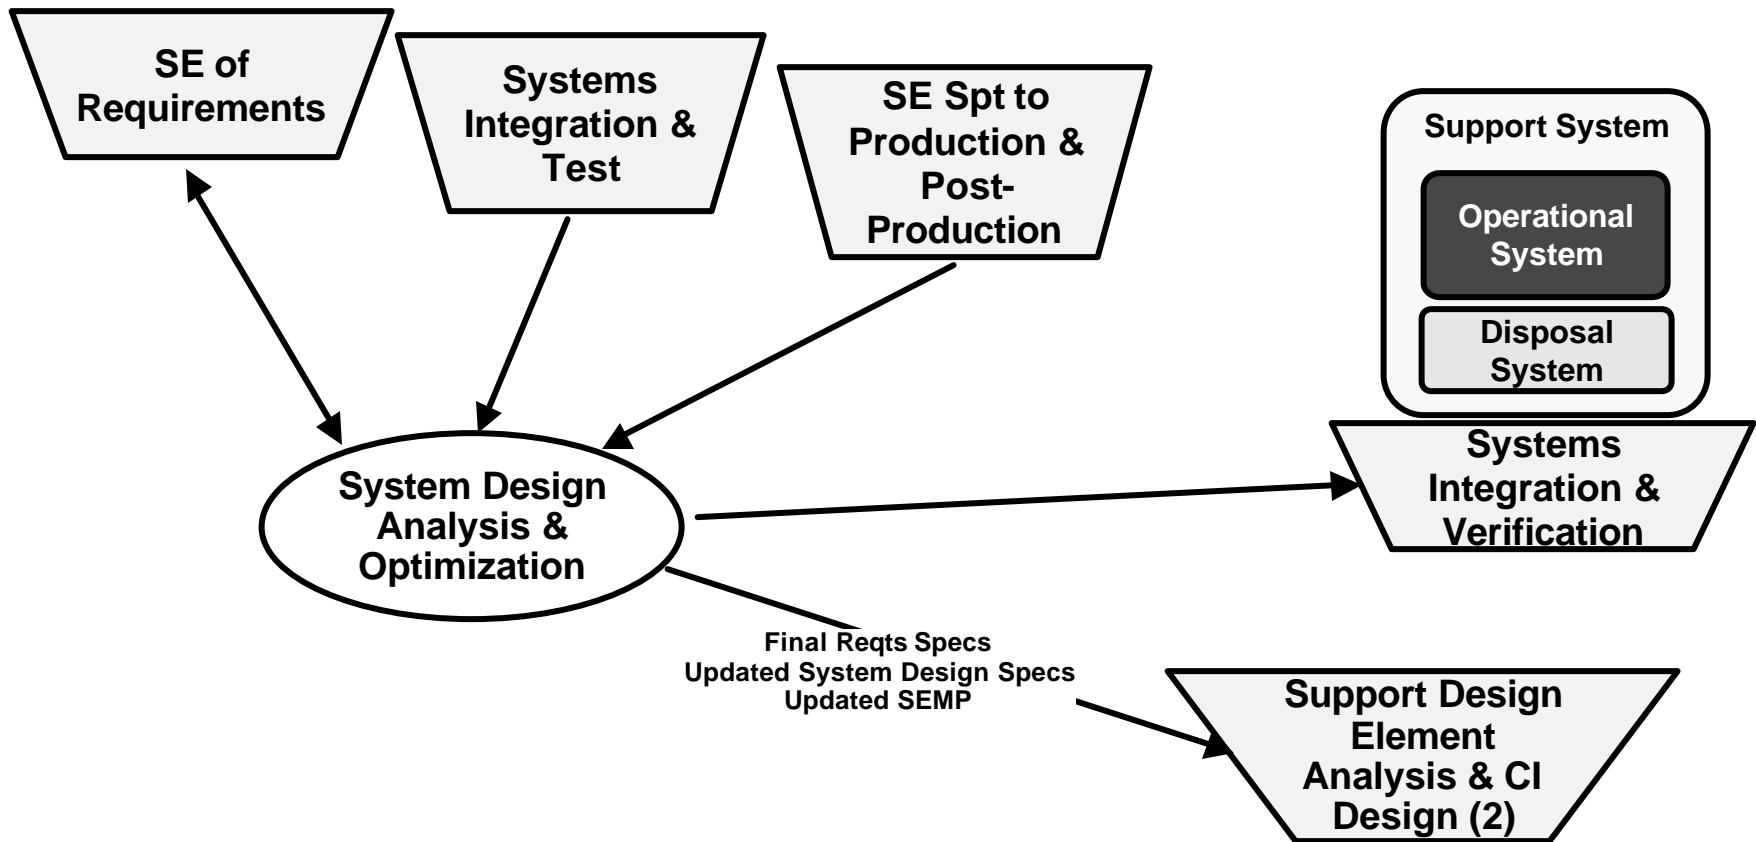 SE of
Requirements
Systems
Integration &
Test
SE Spt to
Production &
Post-
Production
Support System
Operational
System
Disposal
System
Systems
Integration &
Verification
System Design
Analysis &
Optimization
Final Reqts Specs
Updated System Design Specs
Updated SEMP
Support Design
Element
Analysis & CI
Design (2)